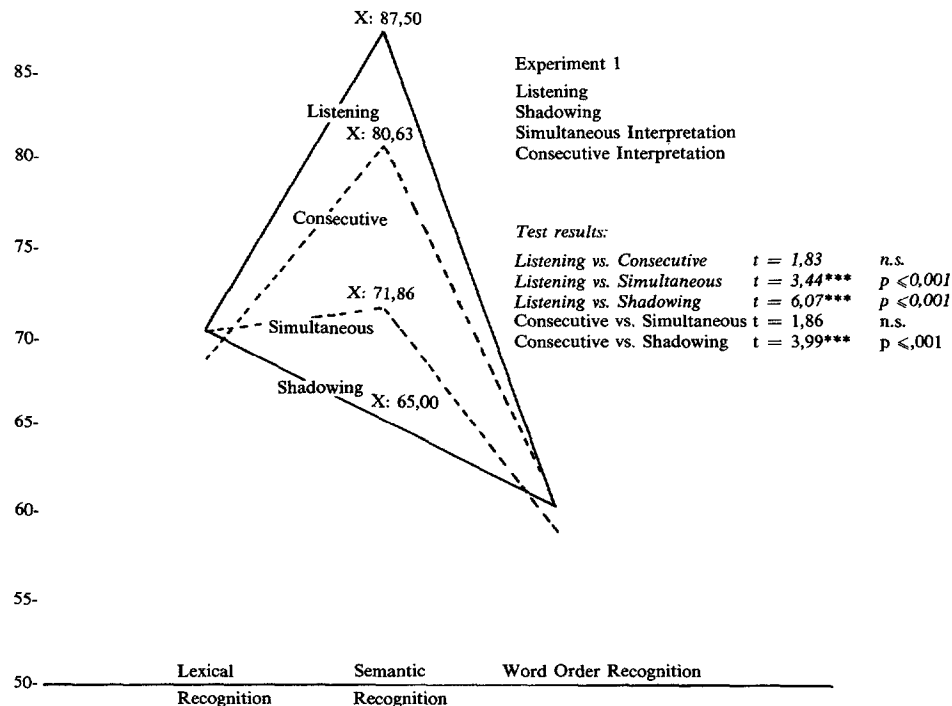 X: 87,50
85-
Listening
X: 80,63
80-
Consecutive
75-
X: 71,86
Simultaneous
70-
Shadowing
X: 65,00
65-
60-
55-
50-
Lexical
Recognition
Semantic
Recognition
Word Order Recognition
Experiment 1
Listening
Shadowing
Simultaneous Interpretation
Consecutive Interpretation
Test results:
Listening vs. Consecutive t = 1,83 n.s.
Listening vs. Simultaneous t = 3,44*** p ⩽0,001
Listening vs. Shadowing t = 6,07*** p ⩽0,001
Consecutive vs. Simultaneous t = 1,86 n.s.
Consecutive vs. Shadowing t = 3,99*** p ⩽,001